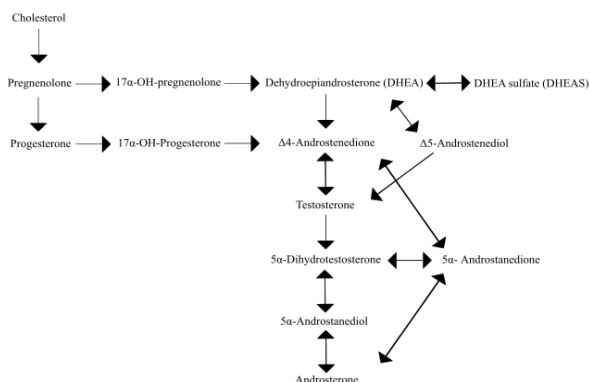 Cholesterol
Pregnenolone
17α-OH-pregnenolone
Dehydroepiandrosterone (DHEA)
DHEA sulfate (DHEAS)
Progesterone
17α-OH-Progesterone
Δ4-Androstenedione
Δ5-Androstenediol
Testosterone
5α-Dihydrotestosterone
5α- Androstanedione
5α-Androstanediol
Androsterone